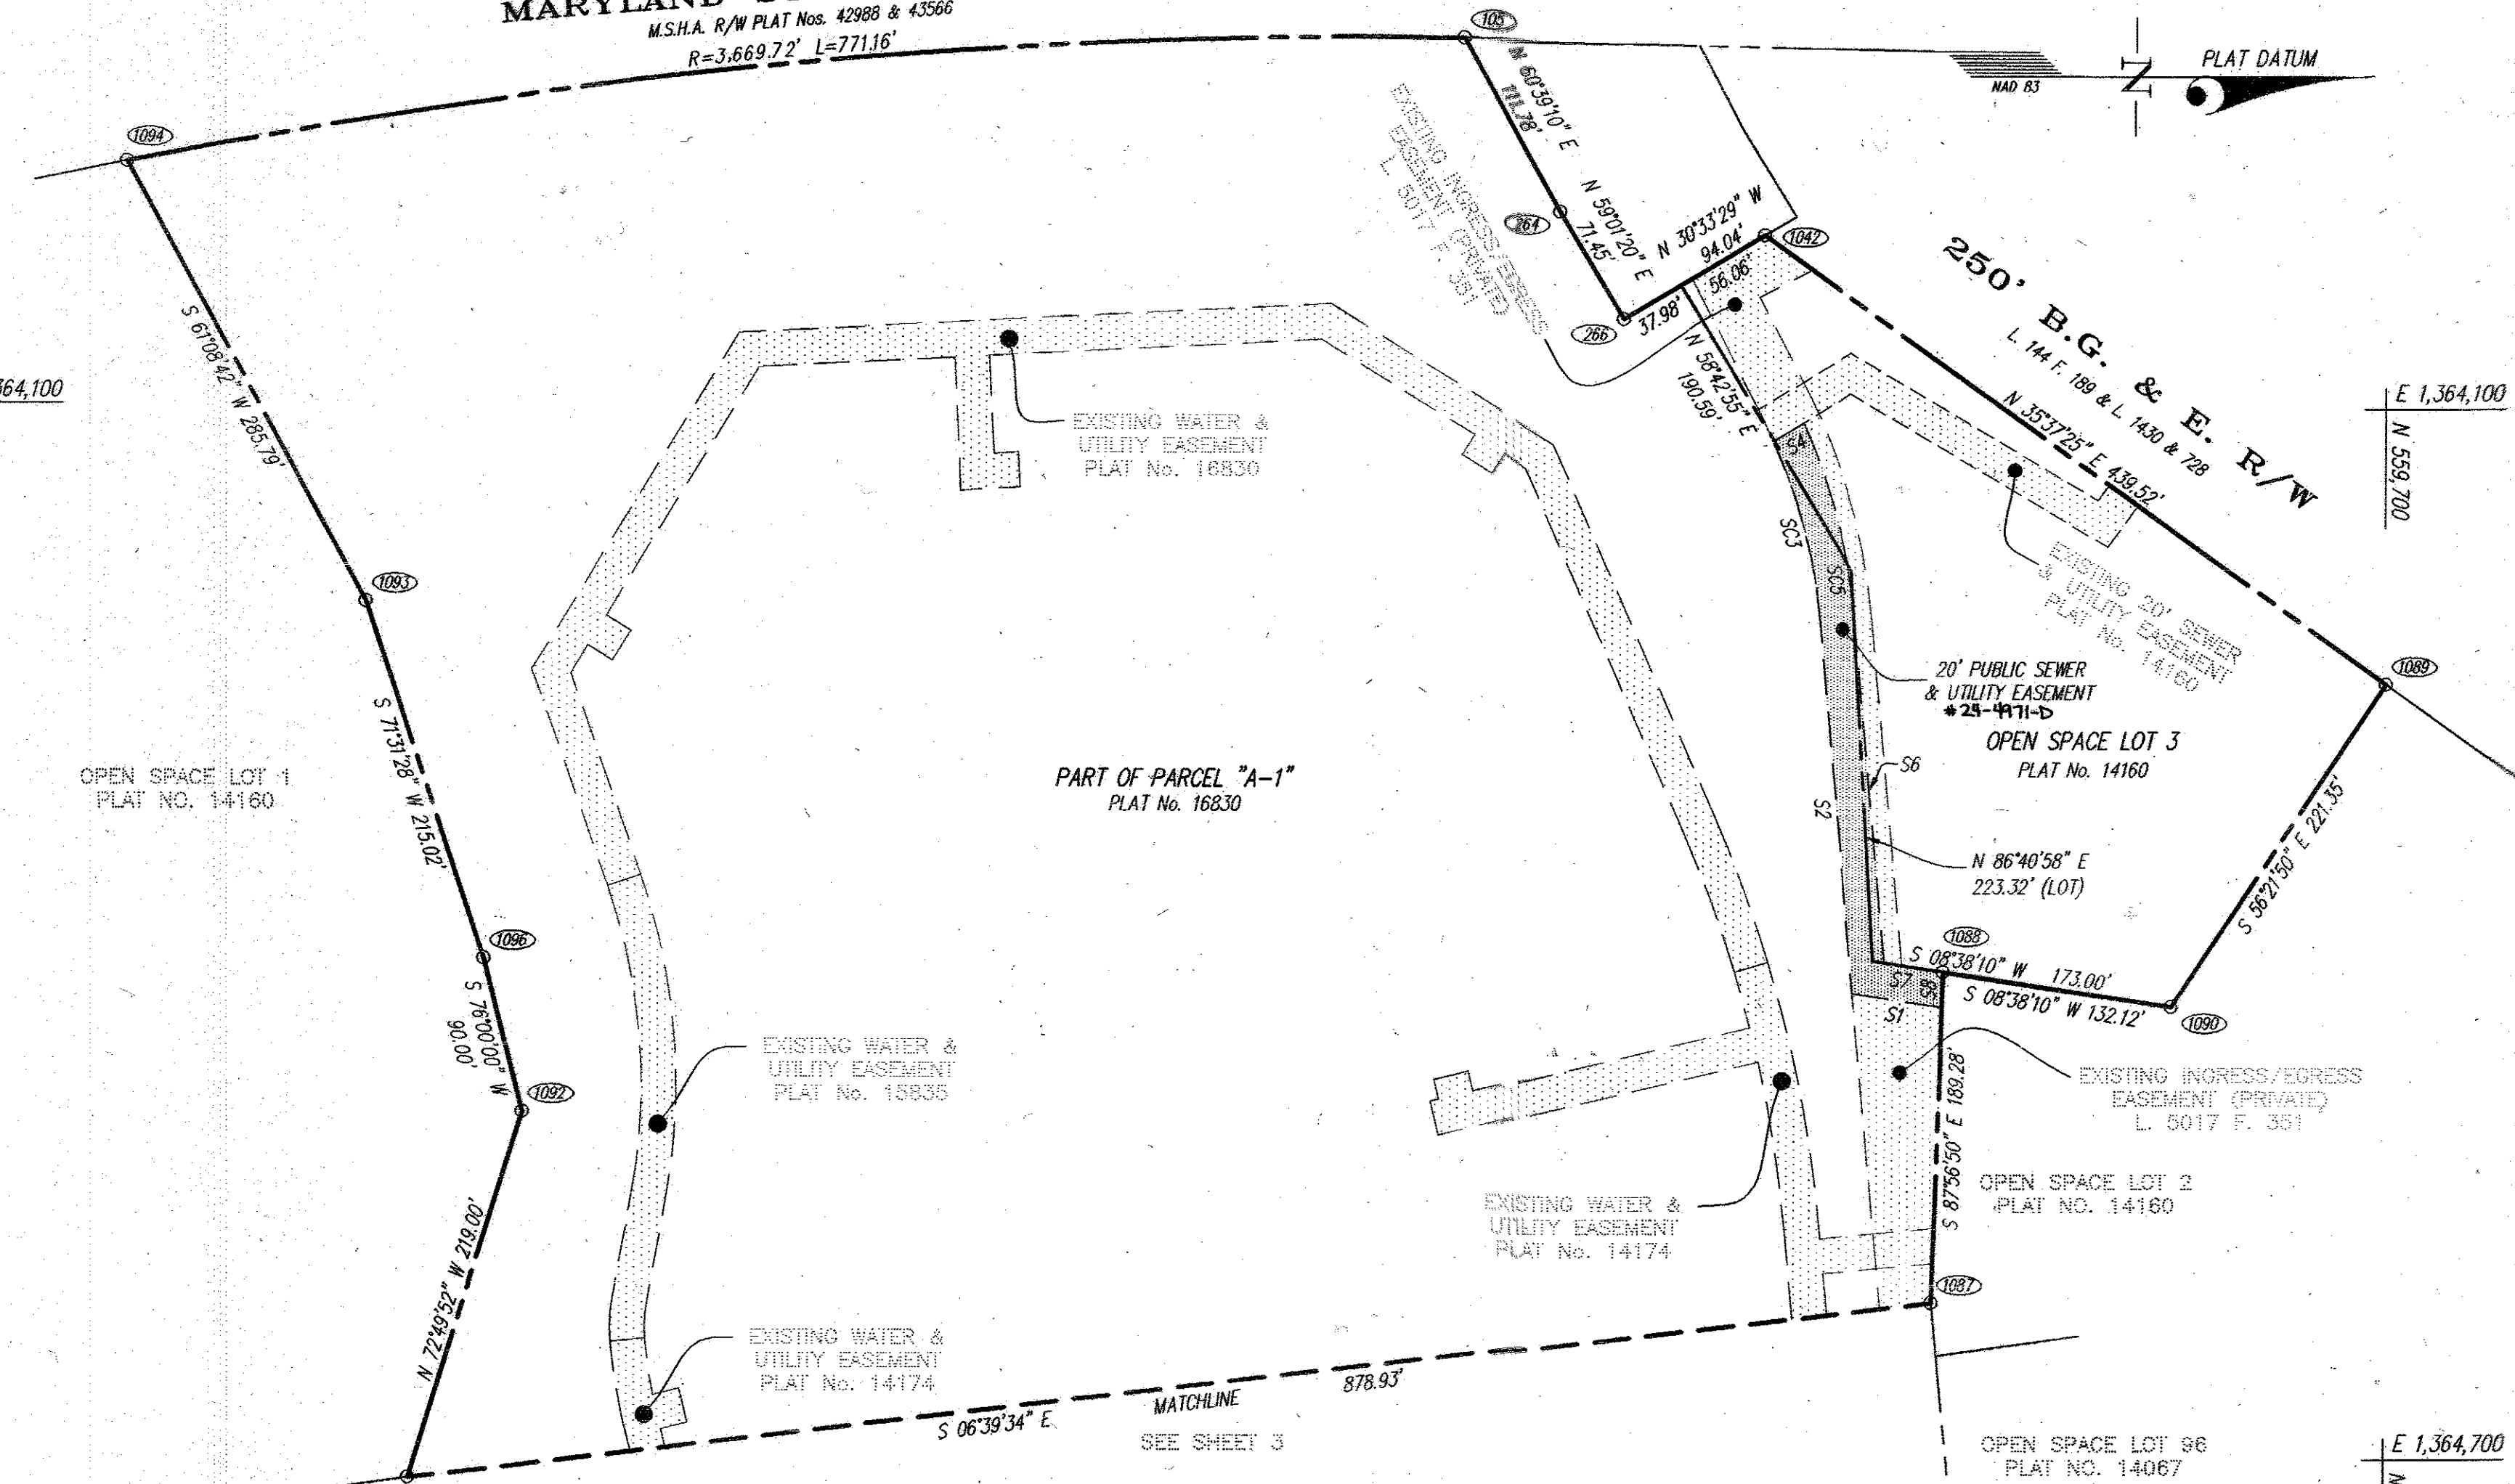 M.S.H.A. R/W PLAT Nos. 42988 & 43566
R=3,669.72' L=771.16'
105
PLAT DATUM
NAD 83
N
1094
N 60°39'10" E
111.78'
EXISTING INGRESS/EGRESS
EASEMENT (PRIVATE)
L. 5017 F. 351
264
N 59°01'20" E
71.45'
N 30°33'29" W
94.04'
56.06'
37.98'
1042
266
250' B.G. & E. R/W
L. 144 F. 189 & L. 1430 & 728
N 35°37'25" E 439.52'
E 1,364,100
N 559,700
64,100
S 61°08'42" W 285.79'
N 58°42'55" E
190.59'
EXISTING WATER &
UTILITY EASEMENT
PLAT No. 16830
SC3
SC5
1093
EXISTING 20' SEWER
& UTILITY EASEMENT
PLAT No. 14160
1089
20' PUBLIC SEWER
& UTILITY EASEMENT
#24-4971-D
OPEN SPACE LOT 3
PLAT No. 14160
S6
S2
S 71°31'28" W 215.02'
OPEN SPACE LOT 1
PLAT NO. 14160
PART OF PARCEL "A-1"
PLAT No. 16830
N 86°40'58" E
223.32' (LOT)
S 56°21'50" E 221.35'
1096
1088
S 08°38'10" W 173.00'
S7
S8
S 08°38'10" W 132.12'
S1
1090
S 76°00'00" W
90.00'
1092
EXISTING WATER &
UTILITY EASEMENT
PLAT No. 15835
S 87°56'50" E 189.28'
EXISTING INGRESS/EGRESS
EASEMENT (PRIVATE)
L. 5017 F. 351
OPEN SPACE LOT 2
PLAT NO. 14160
EXISTING WATER &
UTILITY EASEMENT
PLAT No. 14174
N 72°49'52" W 219.00'
1087
EXISTING WATER &
UTILITY EASEMENT
PLAT No. 14174
S 06°39'34" E
MATCHLINE
878.93'
SEE SHEET 3
OPEN SPACE LOT 96
PLAT NO. 14067
E 1,364,700
N